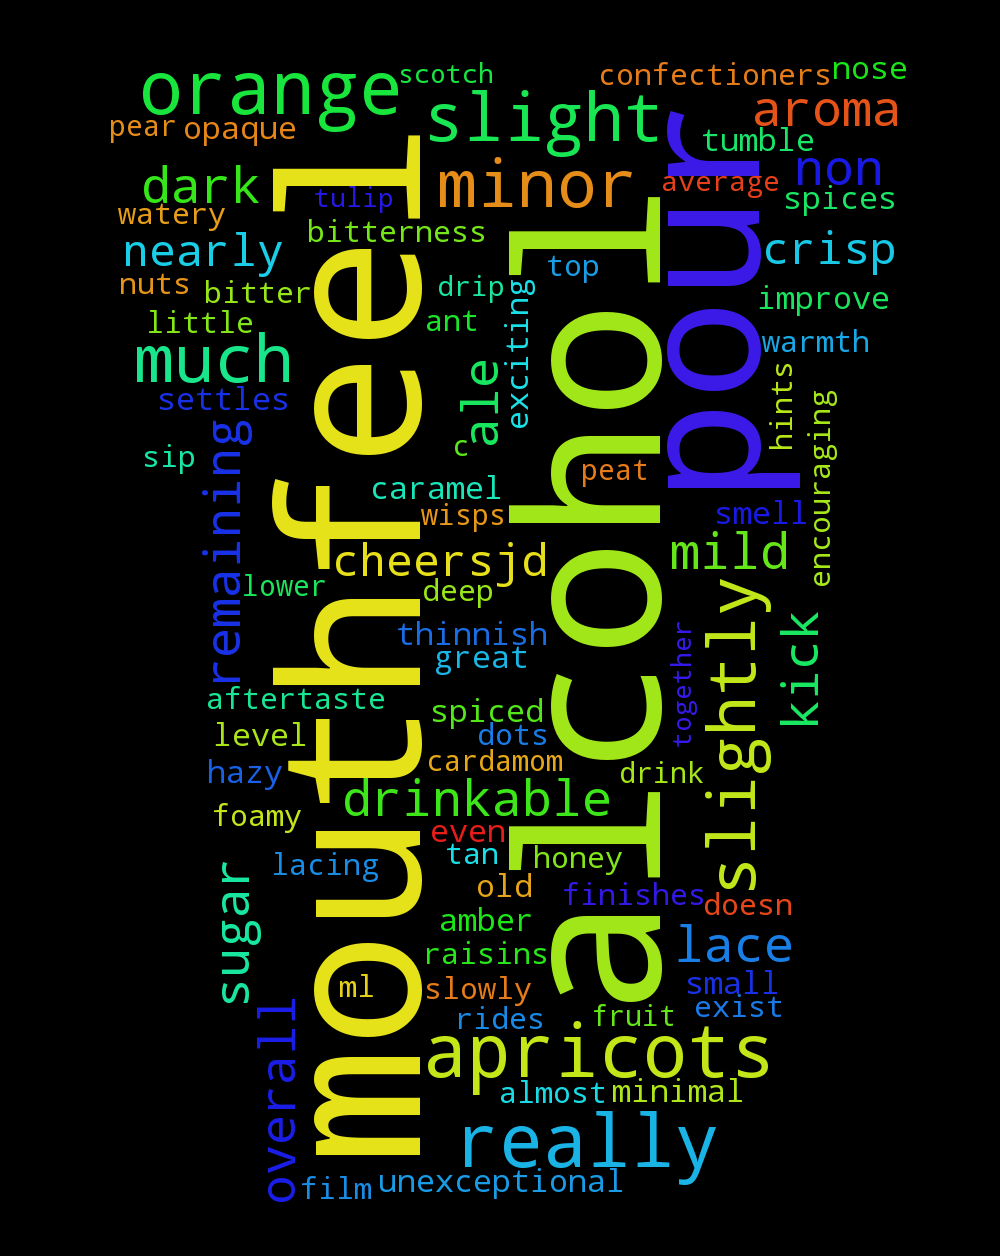 scotch
confectioners
nose
orange
slight
aroma
pear
opaque
tumble
pour
non
dark
tulip
minor
average
spices
watery
bitterness
nearly
crisp
top
nuts
bitter
drip
improve
little
ant
exciting
warmth
much
hints
settles
ale
encouraging
sip
c
peat
remaining
caramel
alcohol
mouthfeel
wisps
smell
cheersjd
mild
lower
deep
thinnish
great
together
slightly
kick
aftertaste
spiced
level
dots
hazy
cardamom
drink
drinkable
foamy
even
tan
honey
lacing
old
finishes
doesn
sugar
amber
raisins
lace
ml
slowly
small
rides
fruit
exist
overall
apricots
almost
minimal
really
film
unexceptional